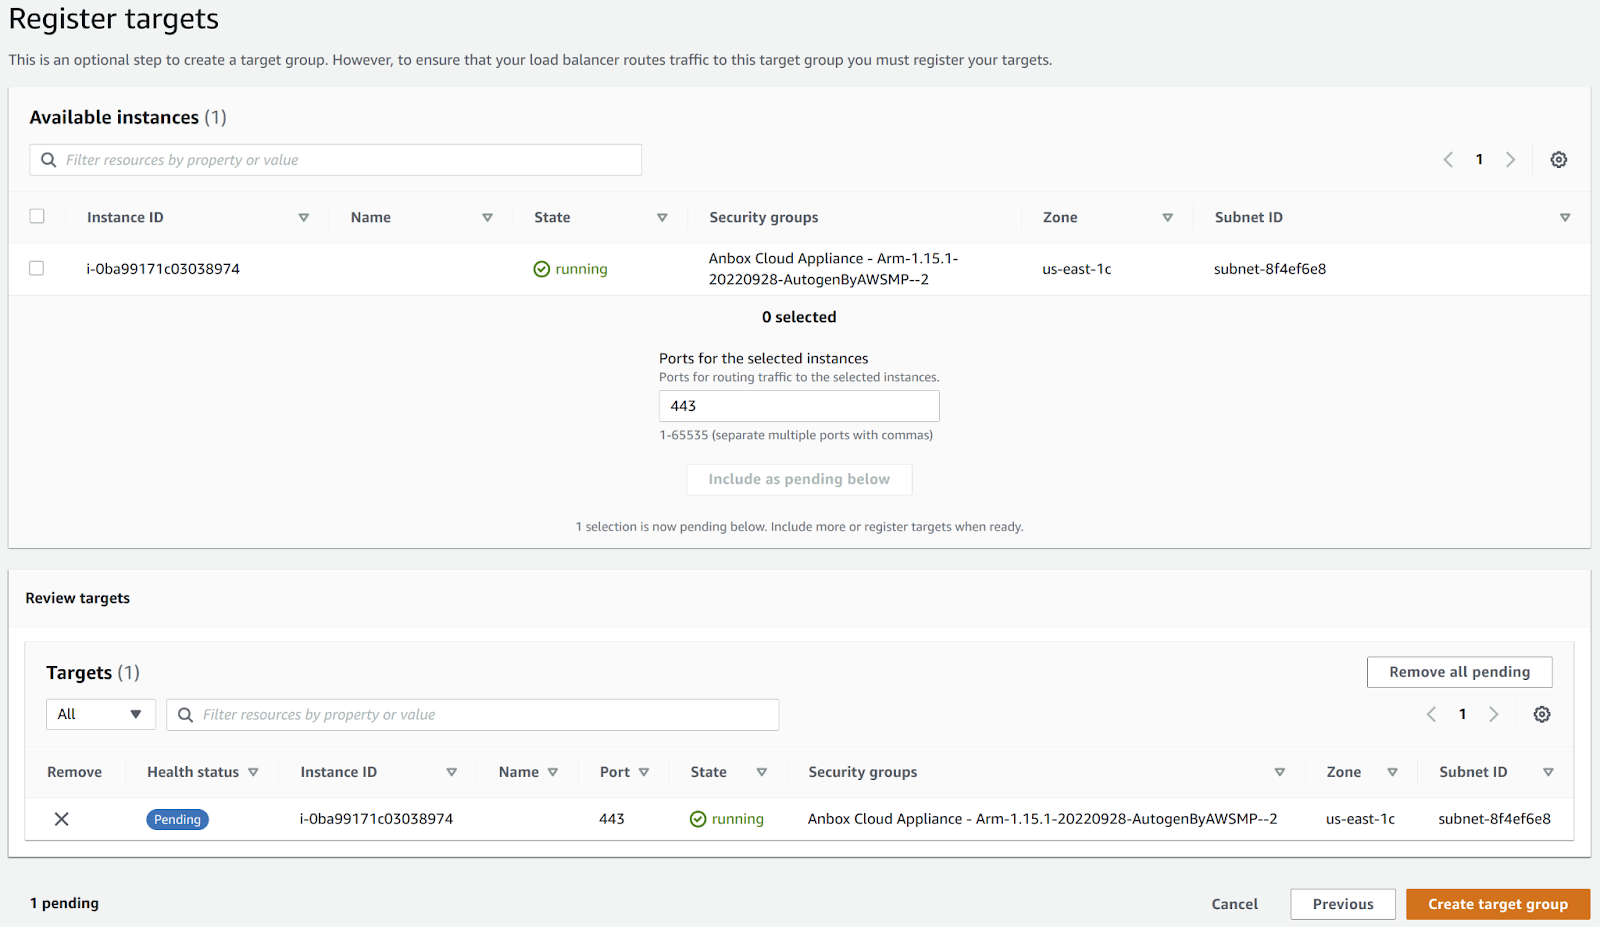 Register targets
This is an optional step to create a target group. However, to ensure that your load balancer routes traffic to this target group you must register your targets.
Available instances (1)
Filter resources by property or value
1
Instance ID Name State Security groups Zone Subnet ID
i-0ba99171c03038974 running Anbox Cloud Appliance - Arm-1.15.1- us-east-1c subnet-8f4ef6e8
20220928-AutogenByAWSMP--2
0 selected
Ports for the selected instances
Ports for routing traffic to the selected instances.
443
1-65535 (separate multiple ports with commas)
Include as pending below
1 selection is now pending below. Include more or register targets when ready.
Review targets
Targets (1)
Remove all pending
All Filter resources by property or value 1
Remove Health status Instance ID Name Port State Security groups Zone Subnet ID
Pending i-0ba99171c03038974 443 running Anbox Cloud Appliance - Arm-1.15.1-20220928-AutogenByAWSMP--2 us-east-1c subnet-8f4ef6e8
1 pending Cancel Previous Create target group